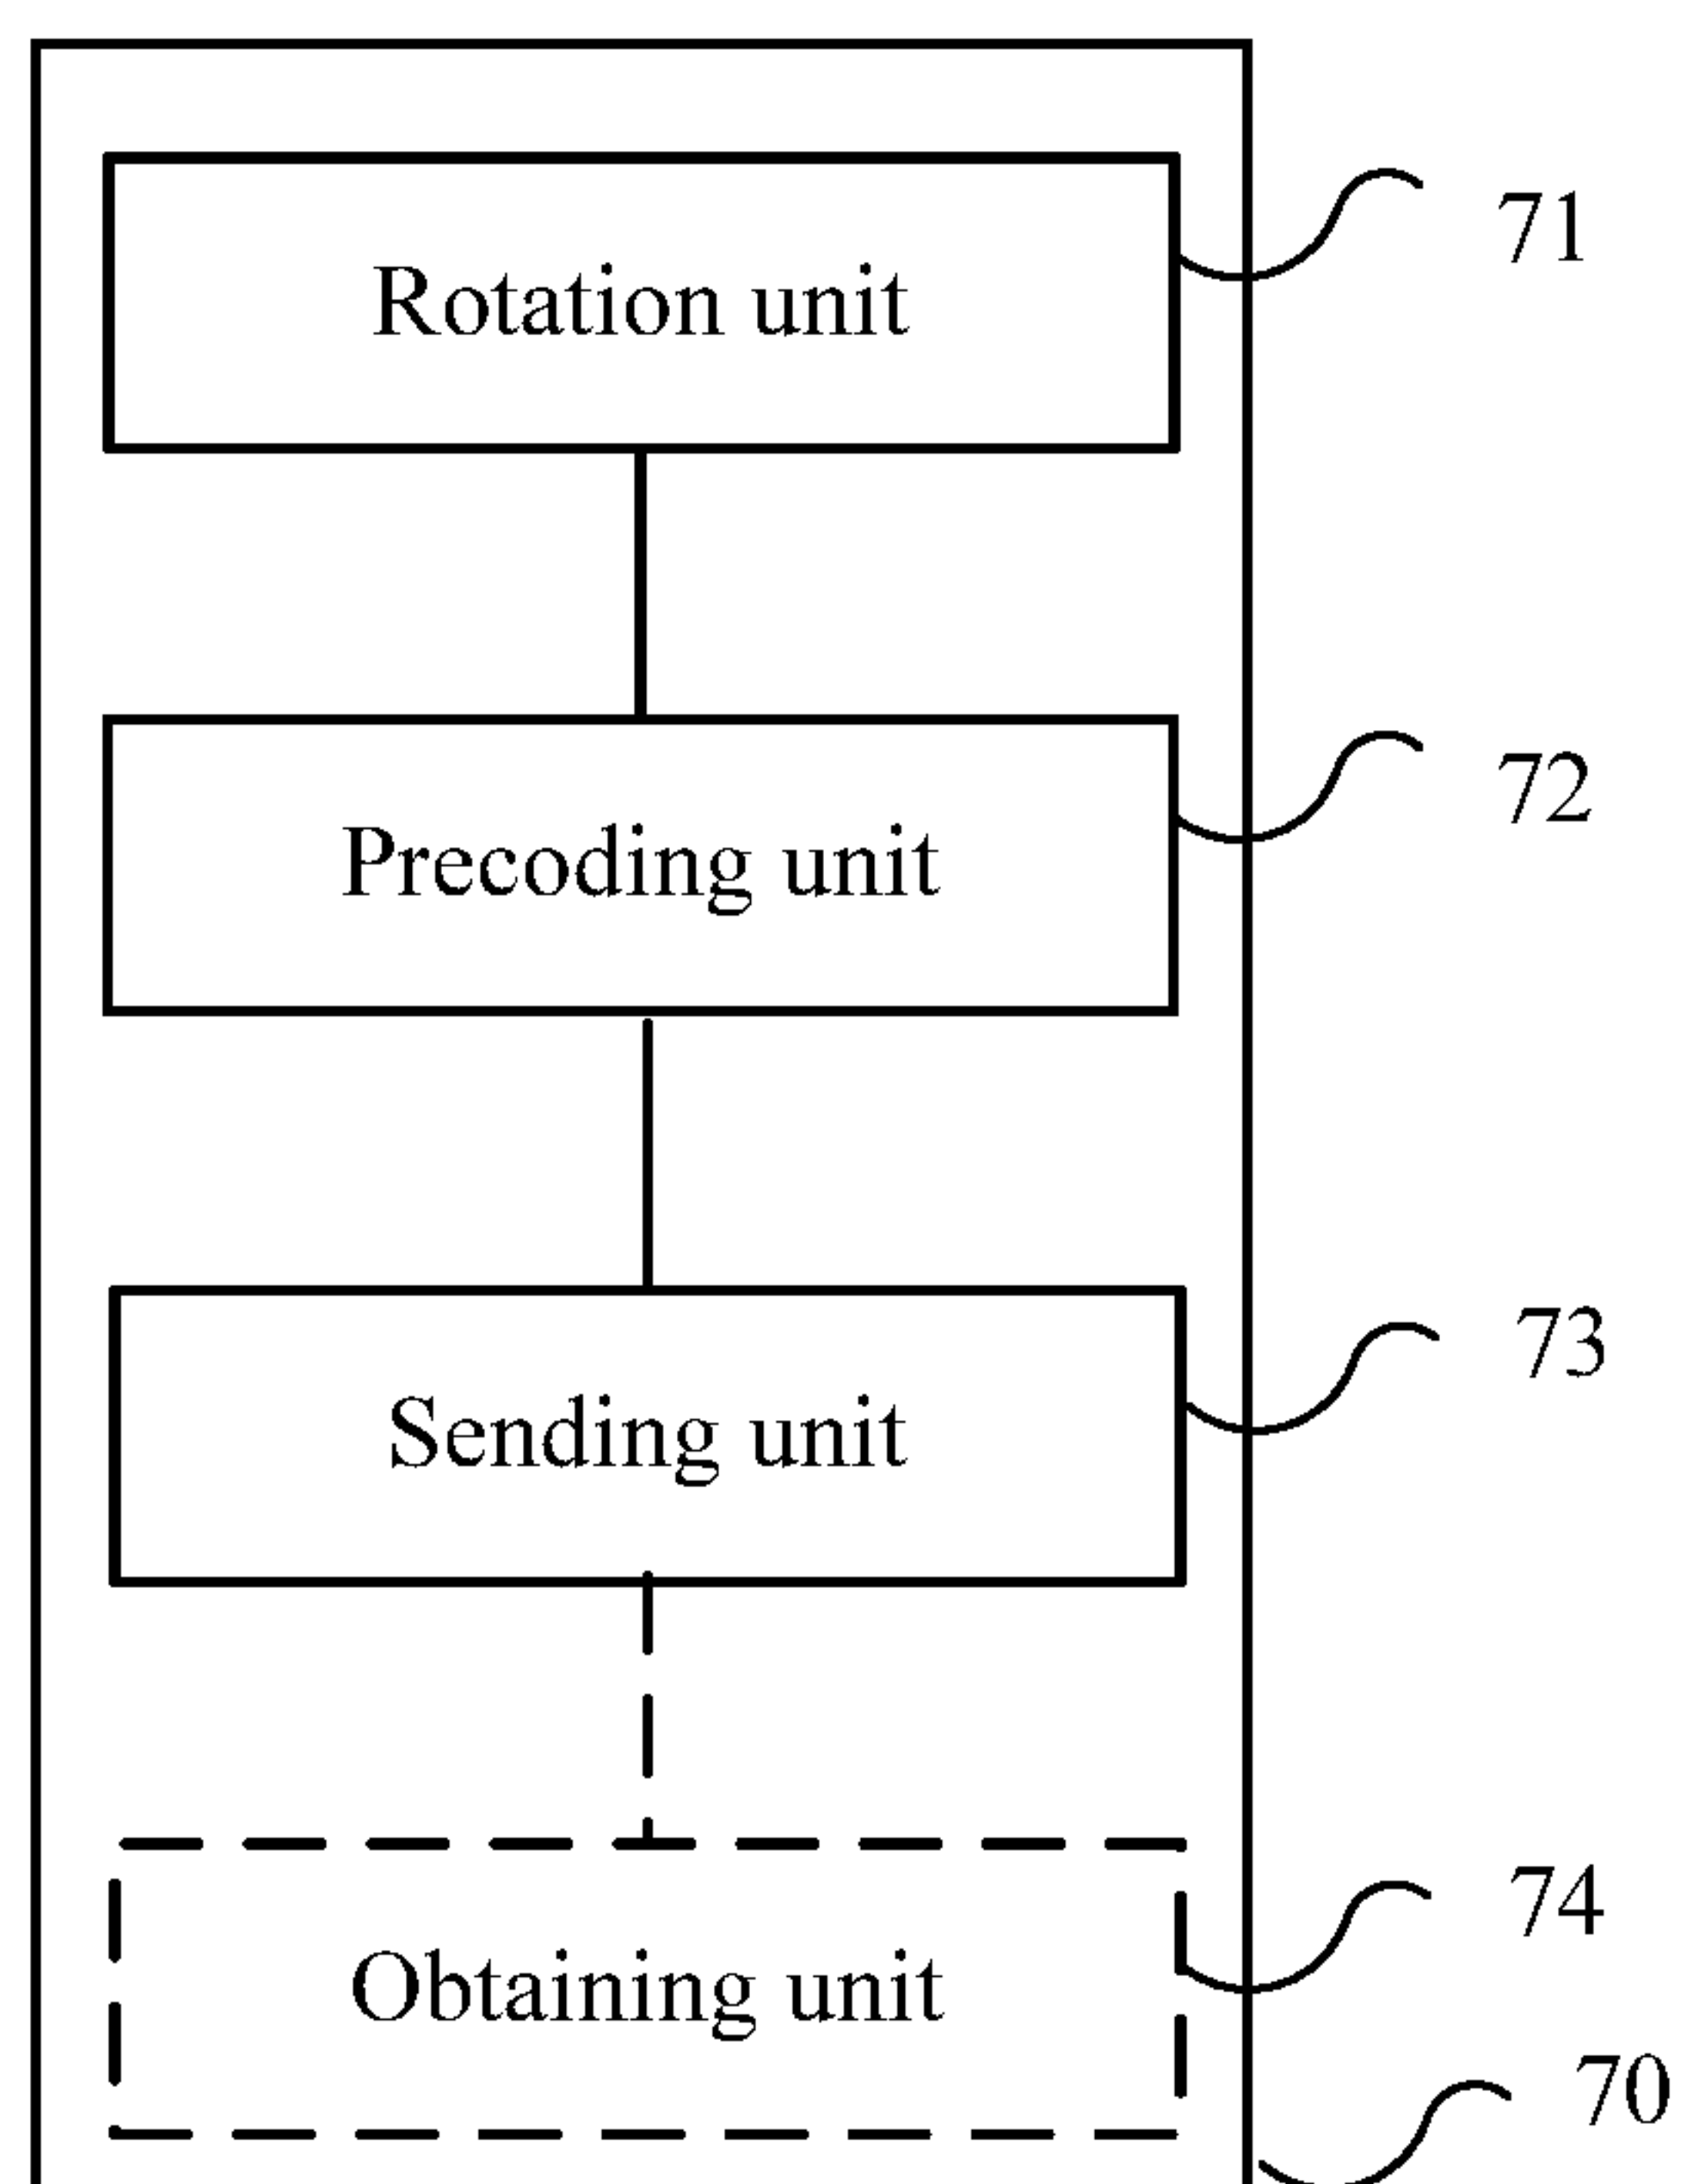 Rotation unit
71
Precoding unit
72
Sending unit
73
Obtaining unit
74
70